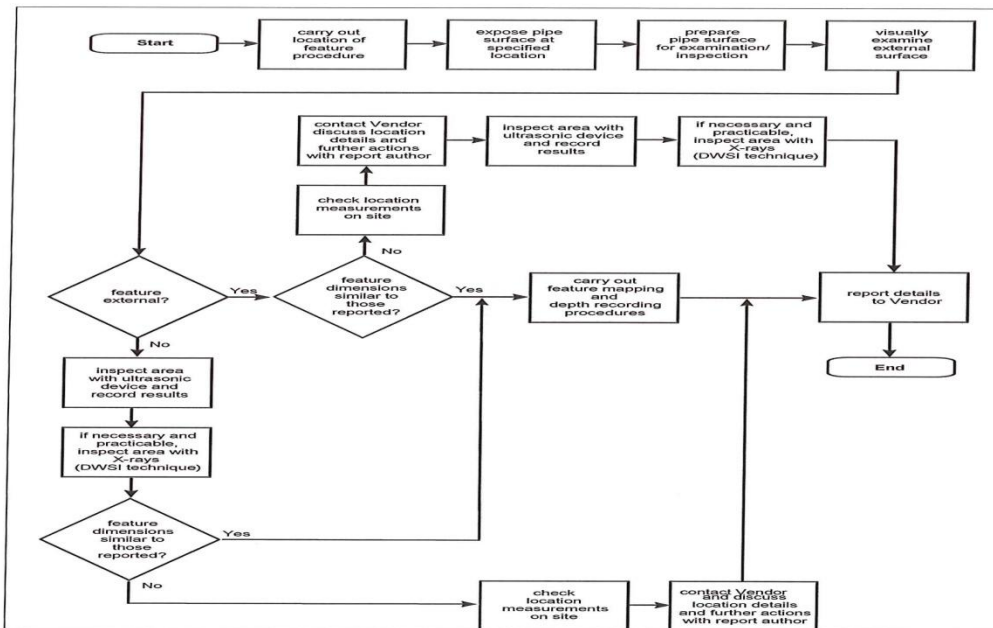 Start
carry out
location of
feature
procedure
expose pipe
surface at
specified
location
prepare
pipe surface
for examination/
inspection
visually
examine
external
surface
contact Vendor
discuss location
details and
further actions
with report author
inspect area with
ultrasonic device
and record
results
if necessary and
practicable,
inspect area with
X-rays
(DWSI technique)
check location
measurements
on site
No
feature
external?
Yes
feature
dimensions
similar to
those
reported?
Yes
carry out
feature mapping
and
depth recording
procedures
report details
to Vendor
End
No
inspect area
with ultrasonic
device and
record results
if necessary and
practicable,
inspect area with
X-rays
(DWSI technique)
feature
dimensions
similar to
those
reported?
Yes
No
check
location
measurements
on site
contact Vendor
and discuss
location details
and further actions
with report author